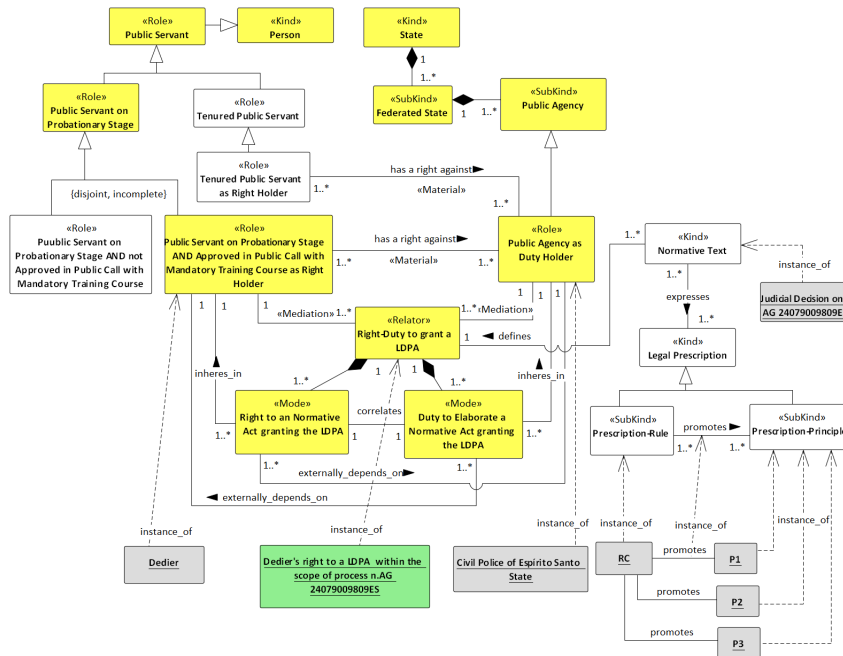 «Role»
Public Servant
«Kind»
Person
«Kind»
State
1
1..*
«SubKind»
Federated State
1
1..*
«SubKind»
Public Agency
«Role»
Public Servant on
Probationary Stage
«Role»
Tenured Public Servant
«Role»
Tenured Public Servant
as Right Holder
1..*
has a right against
«Material»
1..*
{disjoint, incomplete}
«Role»
Puublic Servant on
Probationary Stage AND not
Approved in Public Call with
Mandatory Training Course
«Role»
Public Servant on Probationary Stage
AND Approved in Public Call with
Mandatory Training Course as Right
Holder
has a right against
1..*
«Material»
1..*
«Role»
Public Agency as
Duty Holder
1..*
«Kind»
Normative Text
instance_of
1..*
expresses
1..*
Judicial Decision on
AG 24079009809E
1
1
1
1
«Mediation»
1..*
«Relator»
Right-Duty to grant a
LDPA
1..*
«Mediation»
1
1
1
1
defines
«Kind»
Legal Prescription
inheres_in
1..*
1
1
1..*
inheres_in
«Mode»
Right to an Normative
Act granting the LDPA
1..*
correlates
1
1
«Mode»
Duty to Elaborate a
Normative Act granting
the LDPA
1..*
«SubKind»
Prescription-Rule
promotes
1..*
1..*
«SubKind»
Prescription-Principle
1..*
externally_depends_on
1..*
externally_depends_on
instance_of
instance_of
instance_of
instance_of
instance_of
instance_of
Dedier
Dedier's right to a LDPA within the
scope of process n.AG
24079009809ES
Civil Police of Espírito Santo
State
RC
promotes
P1
promotes
P2
promotes
P3